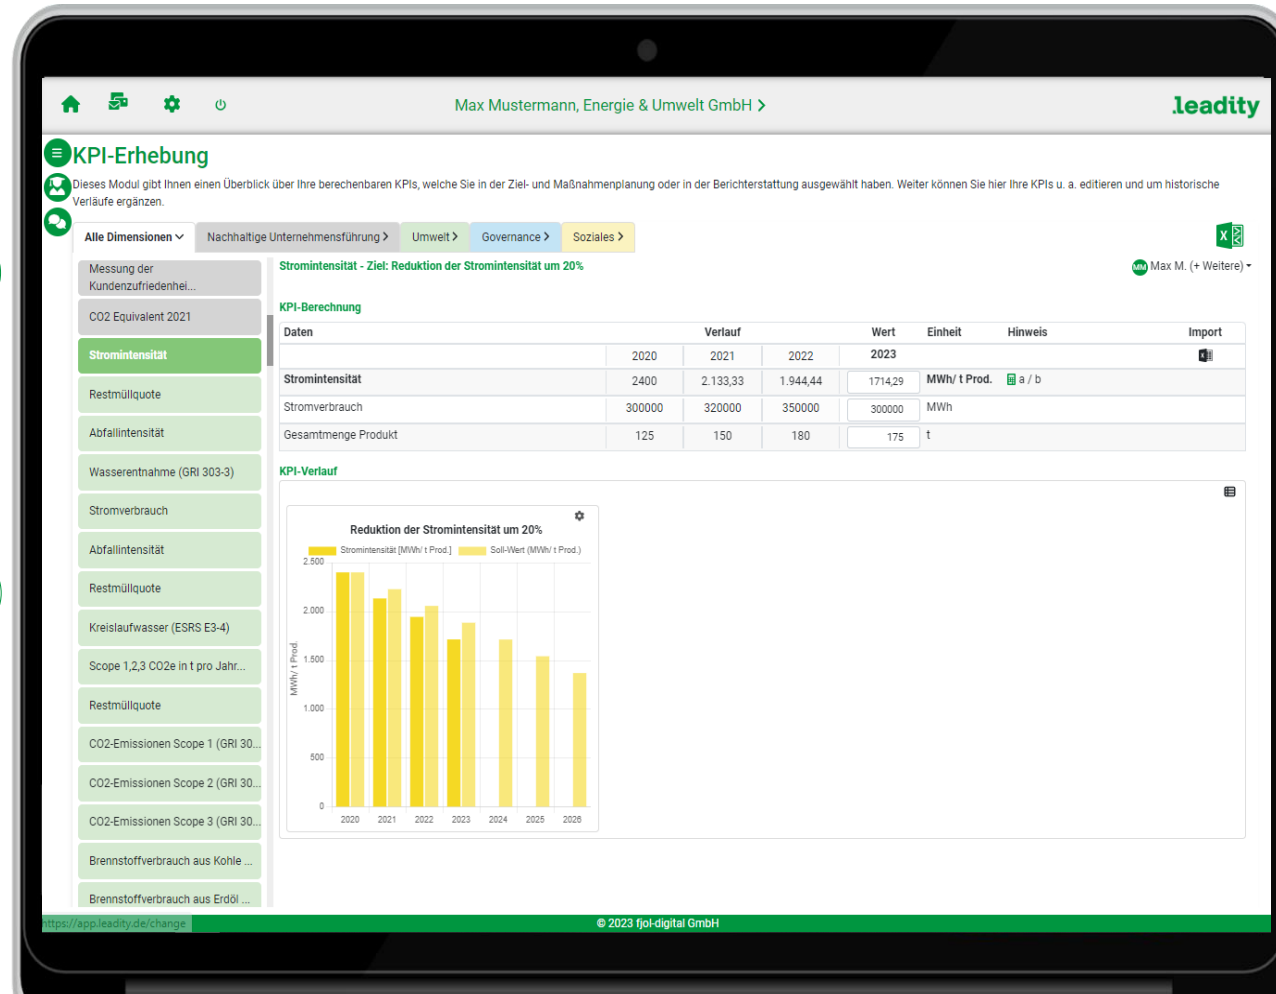 Max Mustermann, Energie & Umwelt GmbH
.leadity
KPI-Erhebung
Dieses Modul gibt Ihnen einen Überblick über Ihre berechenbaren KPIs, welche Sie in der Ziel- und Maßnahmenplanung oder in der Berichterstattung ausgewählt haben. Weiter können Sie hier Ihre KPIs u. a. editieren und um historische
Verläufe ergänzen.
Alle Dimensionen Nachhaltige Unternehmensführung Umwelt Governance Soziales
Messung der
Kundenzufriedenhei...
CO2 Equivalent 2021
Stromintensität
Restmüllquote
Abfallintensität
Wasserentnahme (GRI 303-3)
Stromverbrauch
Abfallintensität
Restmüllquote
Kreislaufwasser (ESRS E3-4)
Scope 1,2,3 CO2e in t pro Jahr...
Restmüllquote
CO2-Emissionen Scope 1 (GRI 30...
CO2-Emissionen Scope 2 (GRI 30...
CO2-Emissionen Scope 3 (GRI 30...
Brennstoffverbrauch aus Kohle ...
Brennstoffverbrauch aus Erdöl ...
Stromintensität - Ziel: Reduktion der Stromintensität um 20%
MM Max M. (+ Weitere)
KPI-Berechnung
Daten Verlauf Wert Einheit Hinweis Import
2020 2021 2022 2023
Stromintensität 2400 2.133,33 1.944,44 1714,29 MWh/ t Prod. a / b
Stromverbrauch 300000 320000 350000 300000 MWh
Gesamtmenge Produkt 125 150 180 175 t
KPI-Verlauf
Reduktion der Stromintensität um 20%
Stromintensität [MWh/ t Prod.] Soll-Wert (MWh/ t Prod.)
MWh/ t Prod.
2.500
2.000
1.500
1.000
500
0
2020 2021 2022 2023 2024 2025 2026
https://app.leadity.de/change
© 2023 fjol-digital GmbH